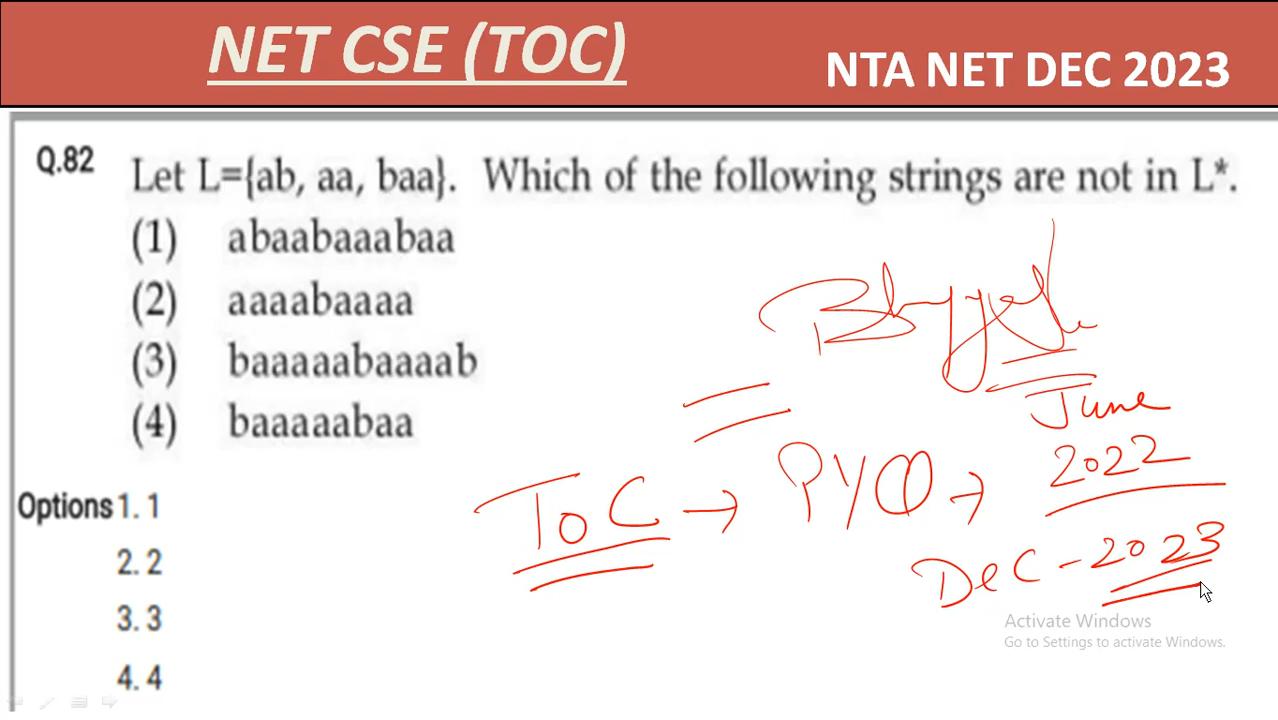 NET CSE (TOC)
NTA NET DEC 2023
Q.82 Let L={ab, aa, baa}. Which of the following strings are not in L*.
(1) abaabaaabaa
(2) aaaabaaaa
(3) baaaaabaaaab
(4) baaaaabaa
Options 1. 1
2. 2
3. 3
4. 4
June
2022
TOC → PYQ →
Dec - 2023
Activate Windows
Go to Settings to activate Windows.